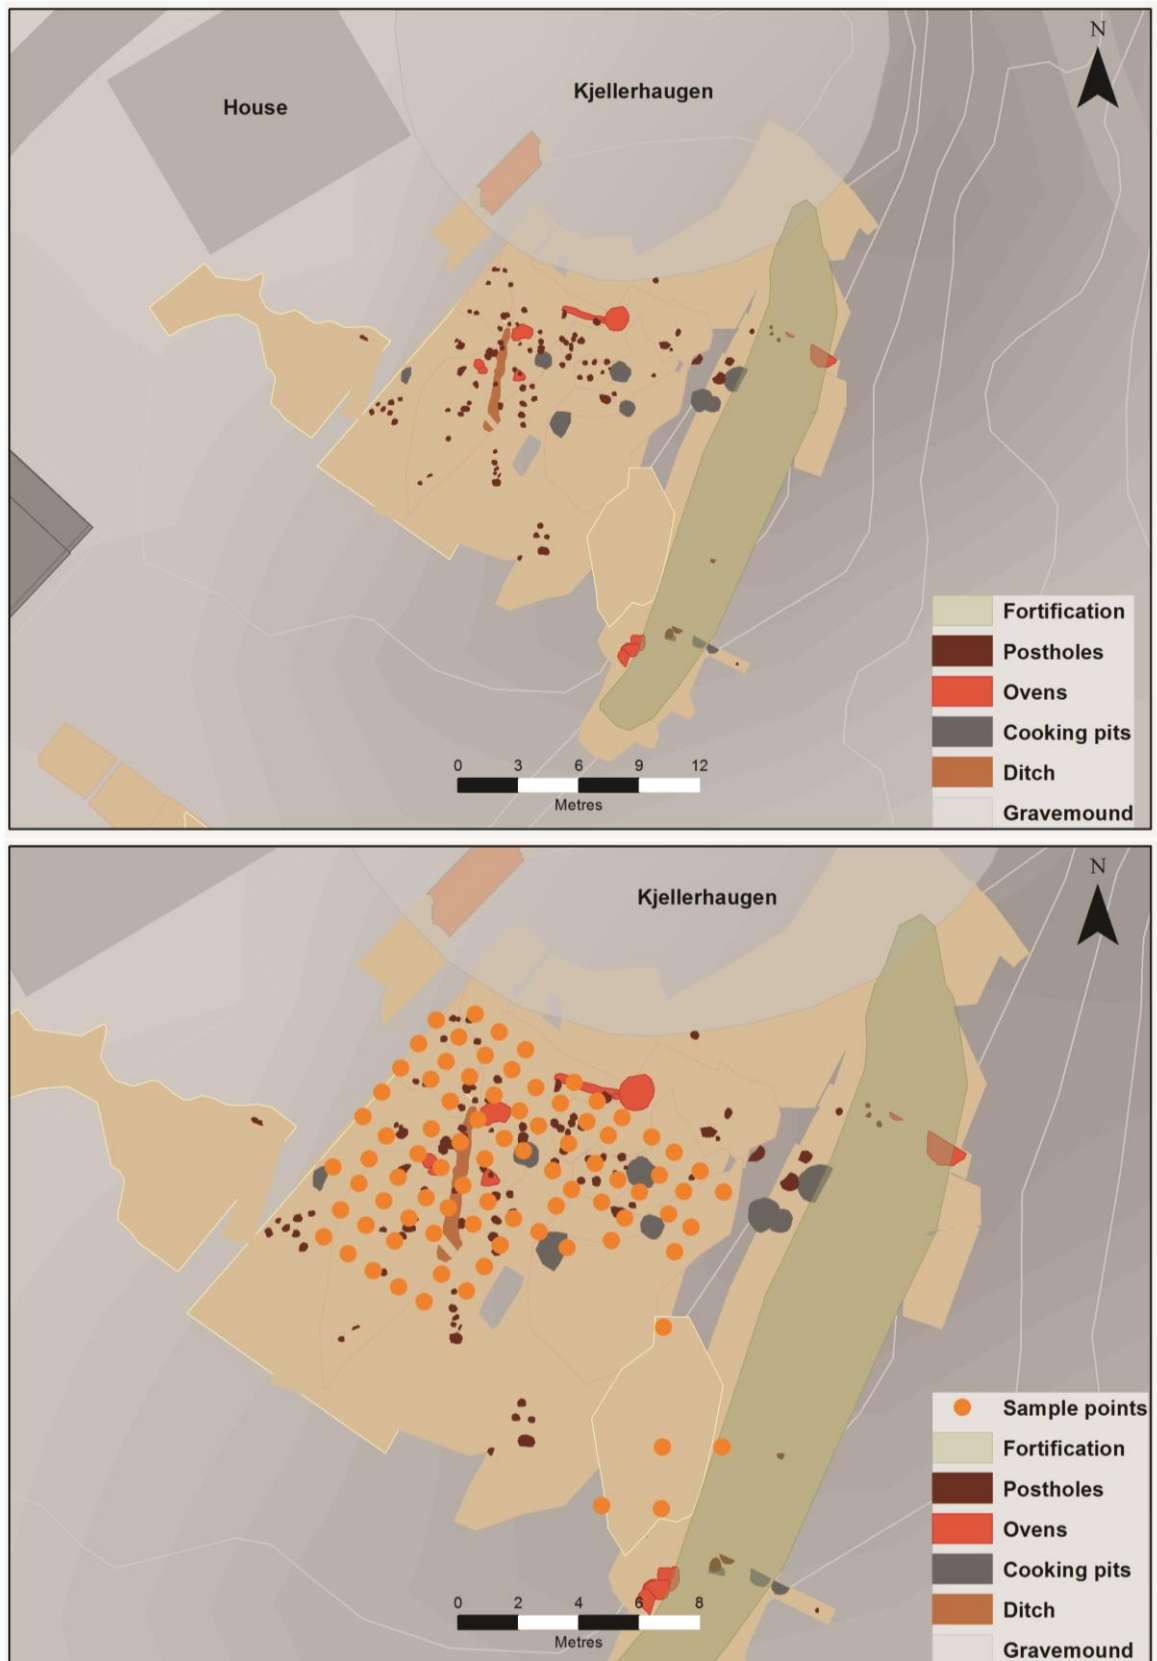 N
House
Kjellerhaugen
Fortification
Postholes
Ovens
Cooking pits
Ditch
Gravemound
0 3 6 9 12
Metres
N
Kjellerhaugen
Sample points
Fortification
Postholes
Ovens
Cooking pits
Ditch
Gravemound
0 2 4 6 8
Metres